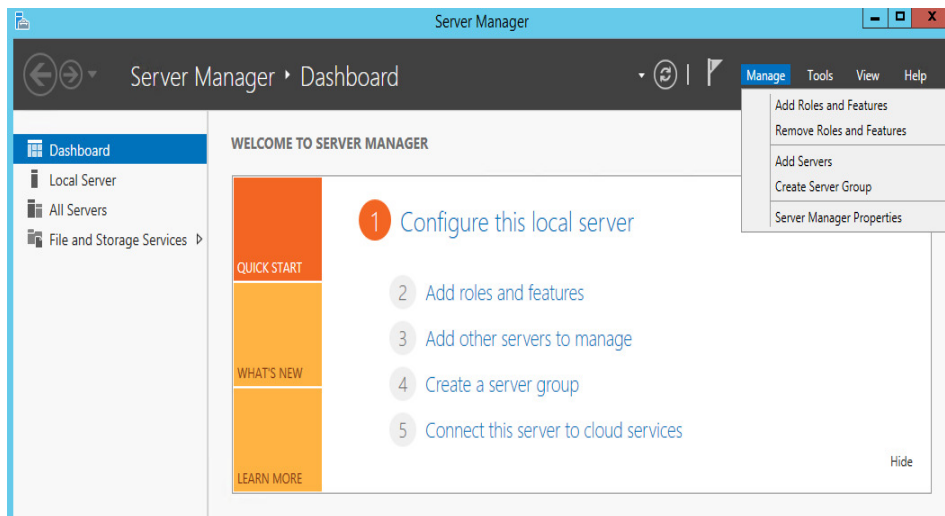 Server Manager
Server Manager • Dashboard
Manage Tools View Help
Add Roles and Features
Remove Roles and Features
Add Servers
Create Server Group
Server Manager Properties
Dashboard
Local Server
All Servers
File and Storage Services
WELCOME TO SERVER MANAGER
QUICK START
WHAT'S NEW
LEARN MORE
1 Configure this local server
2 Add roles and features
3 Add other servers to manage
4 Create a server group
5 Connect this server to cloud services
Hide